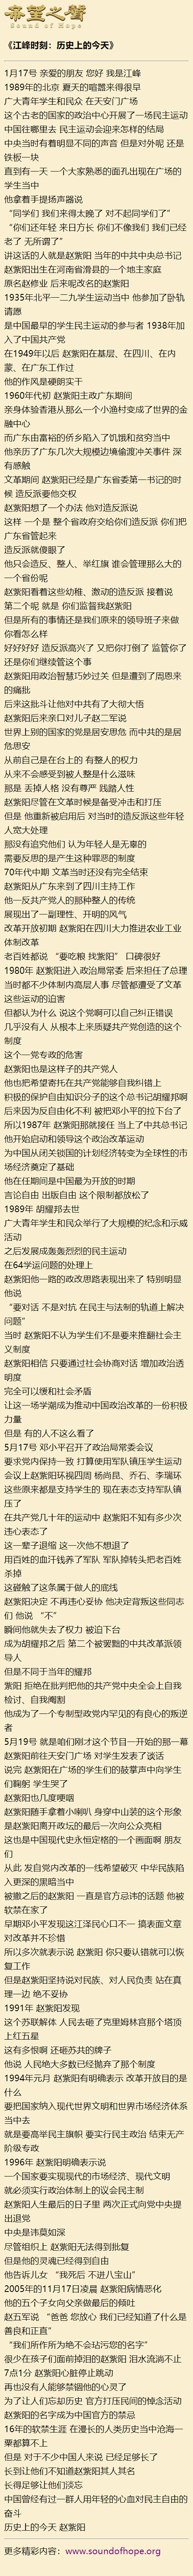 希望之聲
Sound of Hope
《江峰时刻：历史上的今天》
1月17号 亲爱的朋友 您好 我是江峰
1989年的北京 夏天的喧嚣来得很早
广大青年学生和民众 在天安门广场
这个古老的国家的政治中心开展了一场民主运动
中国往哪里去 民主运动会迎来怎样的结局
中央当时有着明显不同的声音 但是对外呢 还是
铁板一块
直到有一天 一个大家熟悉的面孔出现在广场的
学生当中
他拿着手提扬声器说
“同学们 我们来得太晚了 对不起同学们了”
“你们还年轻 来日方长 你们不像我们 我们已经
老了 无所谓了”
讲这话的人就是赵紫阳 当年的中共中央总书记
赵紫阳出生在河南省滑县的一个地主家庭
原名赵修业 后来呢改名的赵紫阳
1935年北平一二九学生运动当中 他参加了卧轨
请愿
是中国最早的学生民主运动的参与者 1938年加
入了中国共产党
在1949年以后 赵紫阳在基层、在四川、在内
蒙、在广东工作过
他的作风是硬朗实干
1960年代初 赵紫阳主政广东期间
亲身体验香港从那么一个小渔村变成了世界的金
融中心
而广东由富裕的侨乡陷入了饥饿和贫穷当中
他亲历了广东几次大规模边境偷渡冲关事件 深
有感触
文革期间 赵紫阳已经是广东省委第一书记的时
候 造反派要他交权
赵紫阳想了一个办法 他对造反派说
这样 一个是 整个省政府交给你们造反派 你们把
广东省管起来
造反派就傻眼了
他只会造反、整人、举红旗 谁会管理那么大的
一个省份呢
赵紫阳看着这些幼稚、激动的造反派 接着说
第二个呢 就是 你们监督我赵紫阳
但是所有的事情还是我们原来的领导班子来做
你看怎么样
好好好好 造反派高兴了 又把你打倒了 监管你了
还是你们继续管这个事
赵紫阳用政治智慧巧妙过关 但是遭到了周恩来
的痛批
后来这批斗让他对中共有了大彻大悟
赵紫阳后来亲口对儿子赵二军说
世界上别的国家的党是居安思危 而中共的是居
危思安
从前自己是在台上的 有整人的权力
从来不会感受到被人整是什么滋味
那是 丢掉人格 没有尊严 践踏人性
赵紫阳尽管在文革时候是备受冲击和打压
但是 他重新被启用后 对当时的造反派这些年轻
人宽大处理
那没有追究他们 认为年轻人是无辜的
需要反思的是产生这种罪恶的制度
70年代中期 文革当时还没有完全结束
赵紫阳从广东来到了四川主持工作
他一反共产党人的那种整人的传统
展现出了一副理性、开明的风气
改革开放初期 赵紫阳在四川大力推进农业工业
体制改革
老百姓都说 “要吃粮 找紫阳” 口碑很好
1980年 赵紫阳进入政治局常委 后来担任了总理
当时都不少体制内高层人事 尽管都遭受了文革
这些运动的迫害
但都认为什么 说这个党啊可以自己纠正错误
几乎没有人 从根本上来质疑共产党创造的这个
制度
这个一党专政的危害
赵紫阳也是这样子的共产党人
他也把希望寄托在共产党能够自我纠错上
积极的保护自由知识分子的这个总书记胡耀邦啊
后来因为反自由化不利 被把邓小平的拉下台了
所以1987年 赵紫阳那就接任 当上了中共总书记
他开始启动和领导这个政治改革运动
为中国从闭关锁国的计划经济转变为全球性的市
场经济奠定了基础
他在任期间是中国最为开放的时期
言论自由 出版自由 这个限制都放松了
1989年 胡耀邦去世
广大青年学生和民众举行了大规模的纪念和示威
活动
之后发展成轰轰烈烈的民主运动
在64学运问题的处理上
赵紫阳他一路的政改思路表现出来了 特别明显
他说
“要对话 不是对抗 在民主与法制的轨道上解决
问题”
当时 赵紫阳不认为学生们不是要来推翻社会主
义制度
赵紫阳相信 只要通过社会协商对话 增加政治透
明度
完全可以缓和社会矛盾
让这一场学潮成为推动中国政治改革的一份积极
力量
但是 有的人不这么看了
5月17号 邓小平召开了政治局常委会议
要求党内保持一致 打算使用军队镇压学生运动
会议上赵紫阳环视四周 杨尚昆、乔石、李瑞环
这些原来都是支持学生的 现在表态支持军队镇
压了
在共产党几十年的运动中 赵紫阳不知有多少次
违心表态了
这一辈子退缩 这一次他不想退了
用百姓的血汗钱养了军队 军队掉转头把老百姓
杀掉
这碰触了这条属于做人的底线
赵紫阳决定 不再违心妥协 他决定背叛这些同志
们 他说 “不”
瞬间他就失去了权力 被迫下台
成为胡耀邦之后 第二个被罢黜的中共改革派领
导人
但是不同于当年的耀邦
紫阳 拒绝在批判把他的共产党中央全会上自我
检讨、自我阉割
他成为了一个专制型政党内罕见的有良心的叛逆
者
5月19号 就是咱们刚才这个节目一开始的那一幕
赵紫阳前往天安门广场 对学生发表了谈话
说完 赵紫阳在广场的学生们的鼓掌声中向学生
们鞠躬 学生哭了
赵紫阳也几度哽咽
赵紫阳随手拿着小喇叭 身穿中山装的这个形象
是赵紫阳离开政坛的最后一次向公众亮相
这也是中国现代史永恒定格的一个画面啊 朋友
们
从此 发自党内改革的一线希望破灭 中华民族陷
入更深的黑暗当中
被撤之后的赵紫阳 一直是官方忌讳的话题 他被
软禁在家了
早期邓小平发现这江泽民心口不一 搞表面文章
对改革并不珍惜
所以多次就表示说 赵紫阳 你只要认错就可以恢
复工作
但是赵紫阳坚持说对民族、对人民负责 站在真
理一边 绝不妥协
1991年 赵紫阳发现
这个苏联解体 人民去砸了克里姆林宫那个塔顶
上红五星
这有多恨啊 还砸苏共的牌子
他说 人民绝大多数已经抛弃了那个制度
1994年元月 赵紫阳有明确表示 改革开放目的是
什么
要把国家纳入现代世界文明和世界市场经济体系
当中去
就是要高举民主旗帜 要实行民主政治 结束无产
阶级专政
1996年 赵紫阳明确表示说
一个国家要实现现代的市场经济、现代文明
就必须实行政治体制上的议会民主制
赵紫阳人生最后的日子里 两次正式向党中央提
出退党
中央是讳莫如深
尽管组织上 赵紫阳无法得到批复
但是他的灵魂已经得到自由
他告诉儿女 “我死后 不进八宝山”
2005年的11月17日凌晨 赵紫阳病情恶化
他的五个子女向父亲做最后的倾吐
赵五军说 “爸爸 您放心 我们已经知道了什么是
善良和正直”
“我们所作所为绝不会玷污您的名字”
很少在孩子们面前掉泪的赵紫阳 泪水流淌不止
7点1分 赵紫阳心脏停止跳动
再也没有人能够禁锢他的心灵了
为了让人们忘却历史 官方打压民间的悼念活动
赵紫阳的名字成为中国官方的禁忌
16年的软禁生涯 在漫长的人类历史当中沧海一
粟都算不上
但是 对于不少中国人来说 已经足够长了
长到让他们不知道赵紫阳其人其名
长得足够让他们淡忘
中国曾经有过一群人用年轻的心血对民主自由的
奋斗
历史上的今天 赵紫阳
更多精彩内容：www.soundofhope.org